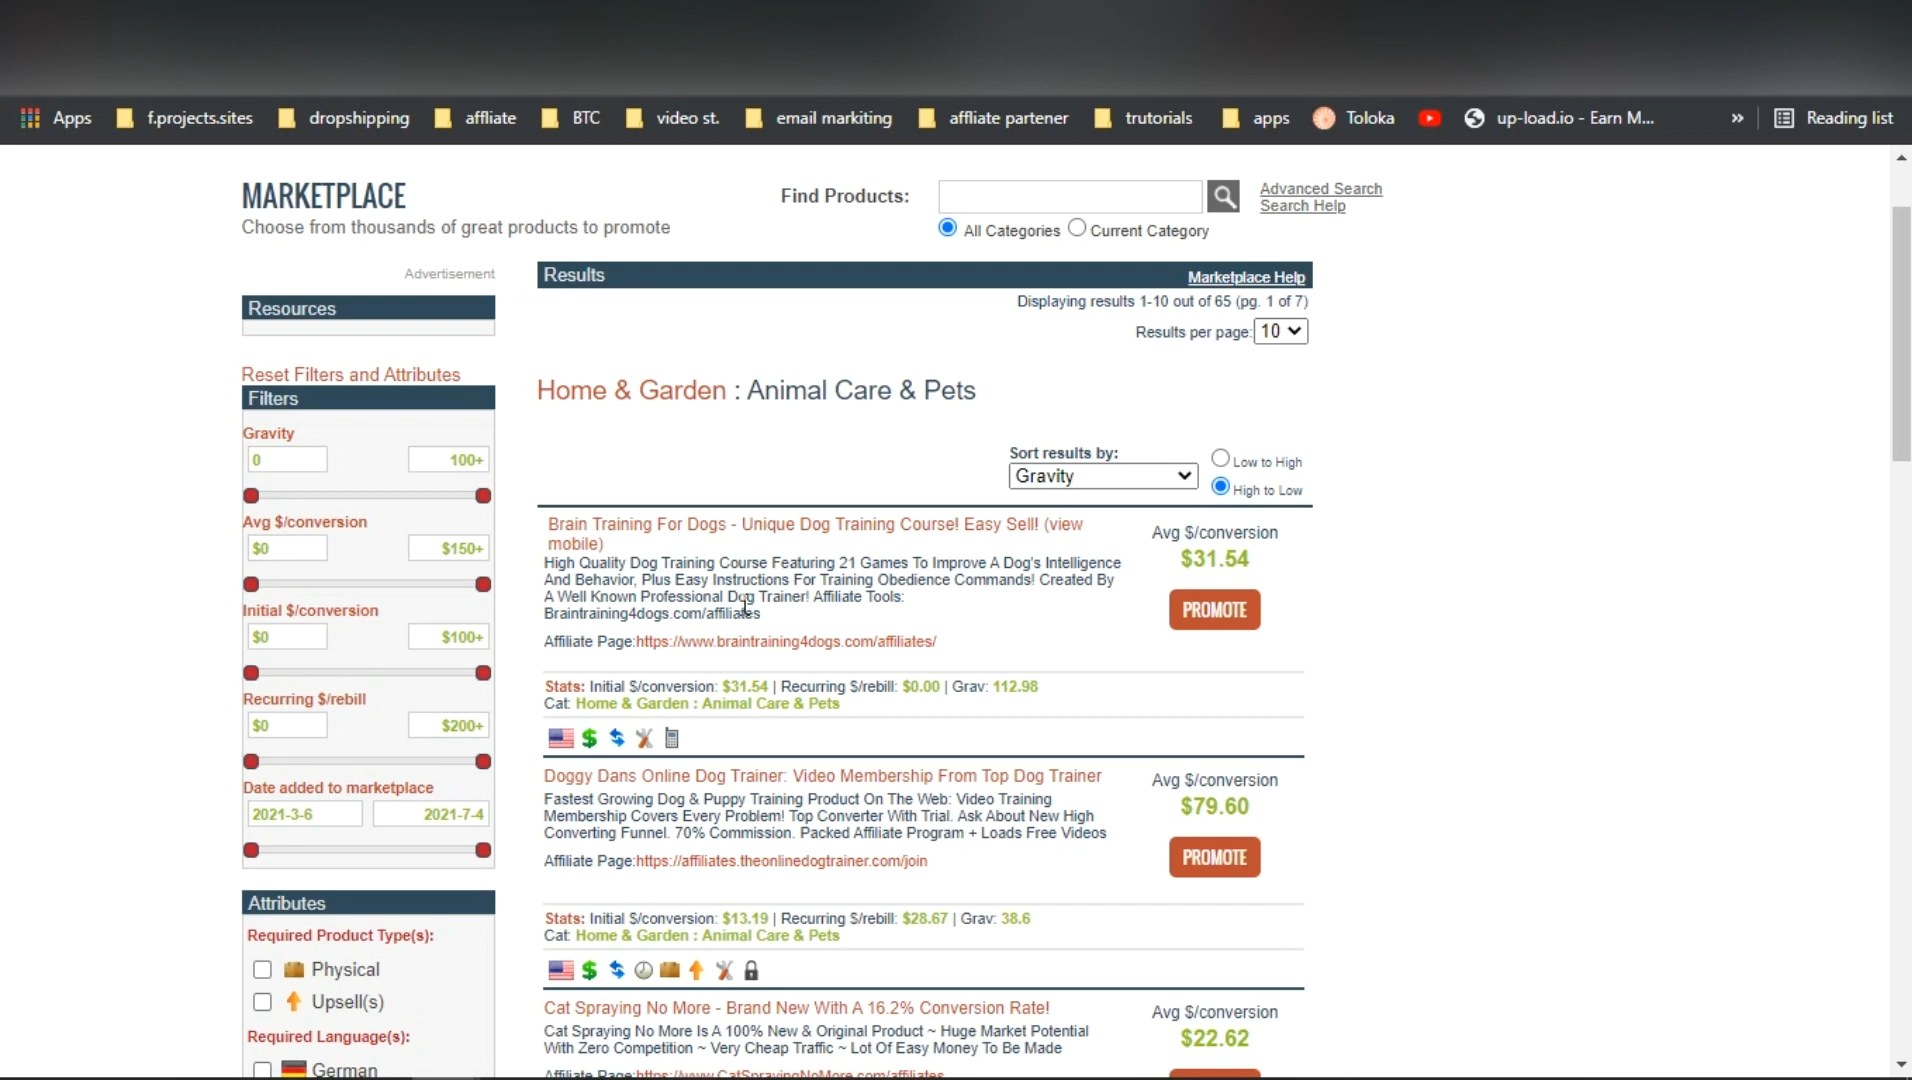 Apps f.projects.sites dropshipping affliate BTC video st. email markiting affliate partener trutorials apps Toloka up-load.io - Earn M... » Reading list
MARKETPLACE
Choose from thousands of great products to promote
Find Products:
Advanced Search
Search Help
All Categories Current Category
Advertisement
Resources
Reset Filters and Attributes
Filters
Gravity
0 100+
Avg $/conversion
$0 $150+
Initial $/conversion
$0 $100+
Recurring $/rebill
$0 $200+
Date added to marketplace
2021-3-6 2021-7-4
Attributes
Required Product Type(s):
Physical
Upsell(s)
Required Language(s):
German
Results Marketplace Help
Displaying results 1-10 out of 65 (pg. 1 of 7)
Results per page: 10
Home & Garden : Animal Care & Pets
Sort results by:
Gravity
Low to High
High to Low
Brain Training For Dogs - Unique Dog Training Course! Easy Sell! (view
mobile)
High Quality Dog Training Course Featuring 21 Games To Improve A Dog's Intelligence
And Behavior, Plus Easy Instructions For Training Obedience Commands! Created By
A Well Known Professional Dog Trainer! Affiliate Tools:
Braintraining4dogs.com/affiliates
Affiliate Page:https://www.braintraining4dogs.com/affiliates/
Avg $/conversion
$31.54
PROMOTE
Stats: Initial $/conversion: $31.54 | Recurring $/rebill: $0.00 | Grav: 112.98
Cat: Home & Garden : Animal Care & Pets
Doggy Dans Online Dog Trainer: Video Membership From Top Dog Trainer
Fastest Growing Dog & Puppy Training Product On The Web: Video Training
Membership Covers Every Problem! Top Converter With Trial. Ask About New High
Converting Funnel. 70% Commission. Packed Affiliate Program + Loads Free Videos
Affiliate Page:https://affiliates.theonlinedogtrainer.com/join
Avg $/conversion
$79.60
PROMOTE
Stats: Initial $/conversion: $13.19 | Recurring $/rebill: $28.67 | Grav: 38.6
Cat: Home & Garden : Animal Care & Pets
Cat Spraying No More - Brand New With A 16.2% Conversion Rate!
Cat Spraying No More Is A 100% New & Original Product ~ Huge Market Potential
With Zero Competition ~ Very Cheap Traffic ~ Lot Of Easy Money To Be Made
Affiliate Page:https://www.CatSprayingNoMore.com/affiliates
Avg $/conversion
$22.62